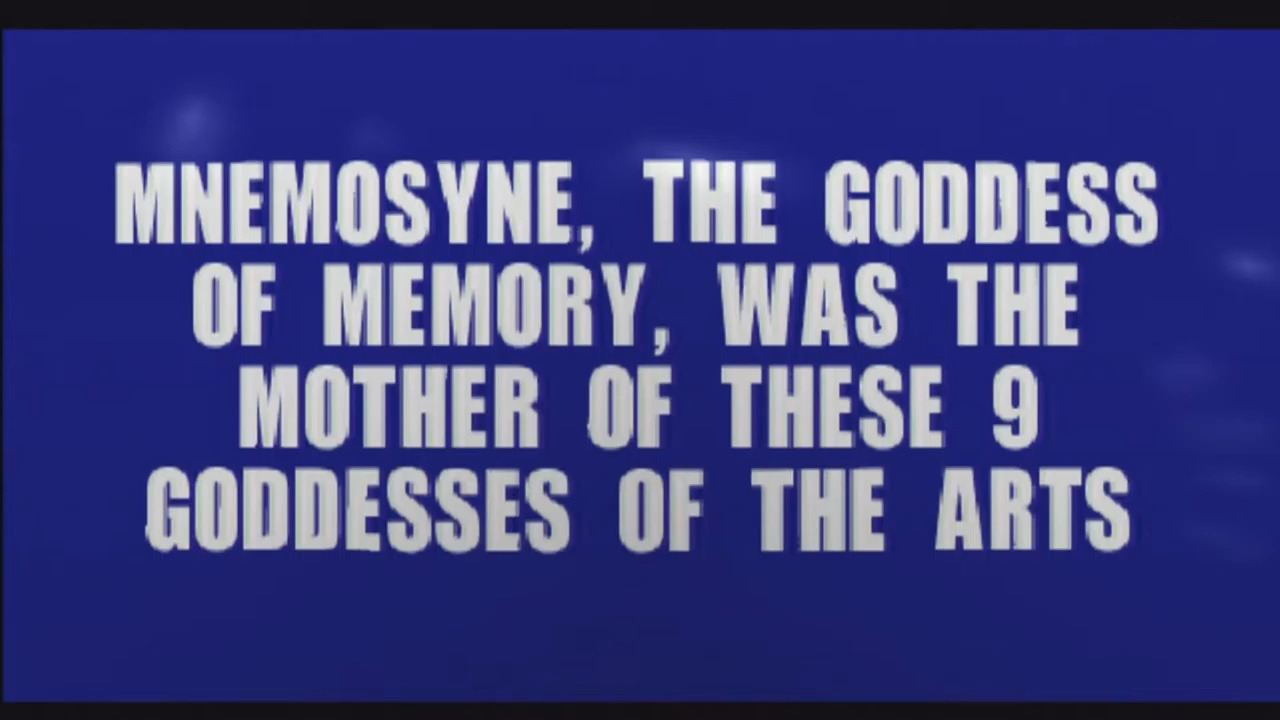 MNEMOSYNE, THE GODDESS
OF MEMORY, WAS THE
MOTHER OF THESE 9
GODDESSES OF THE ARTS